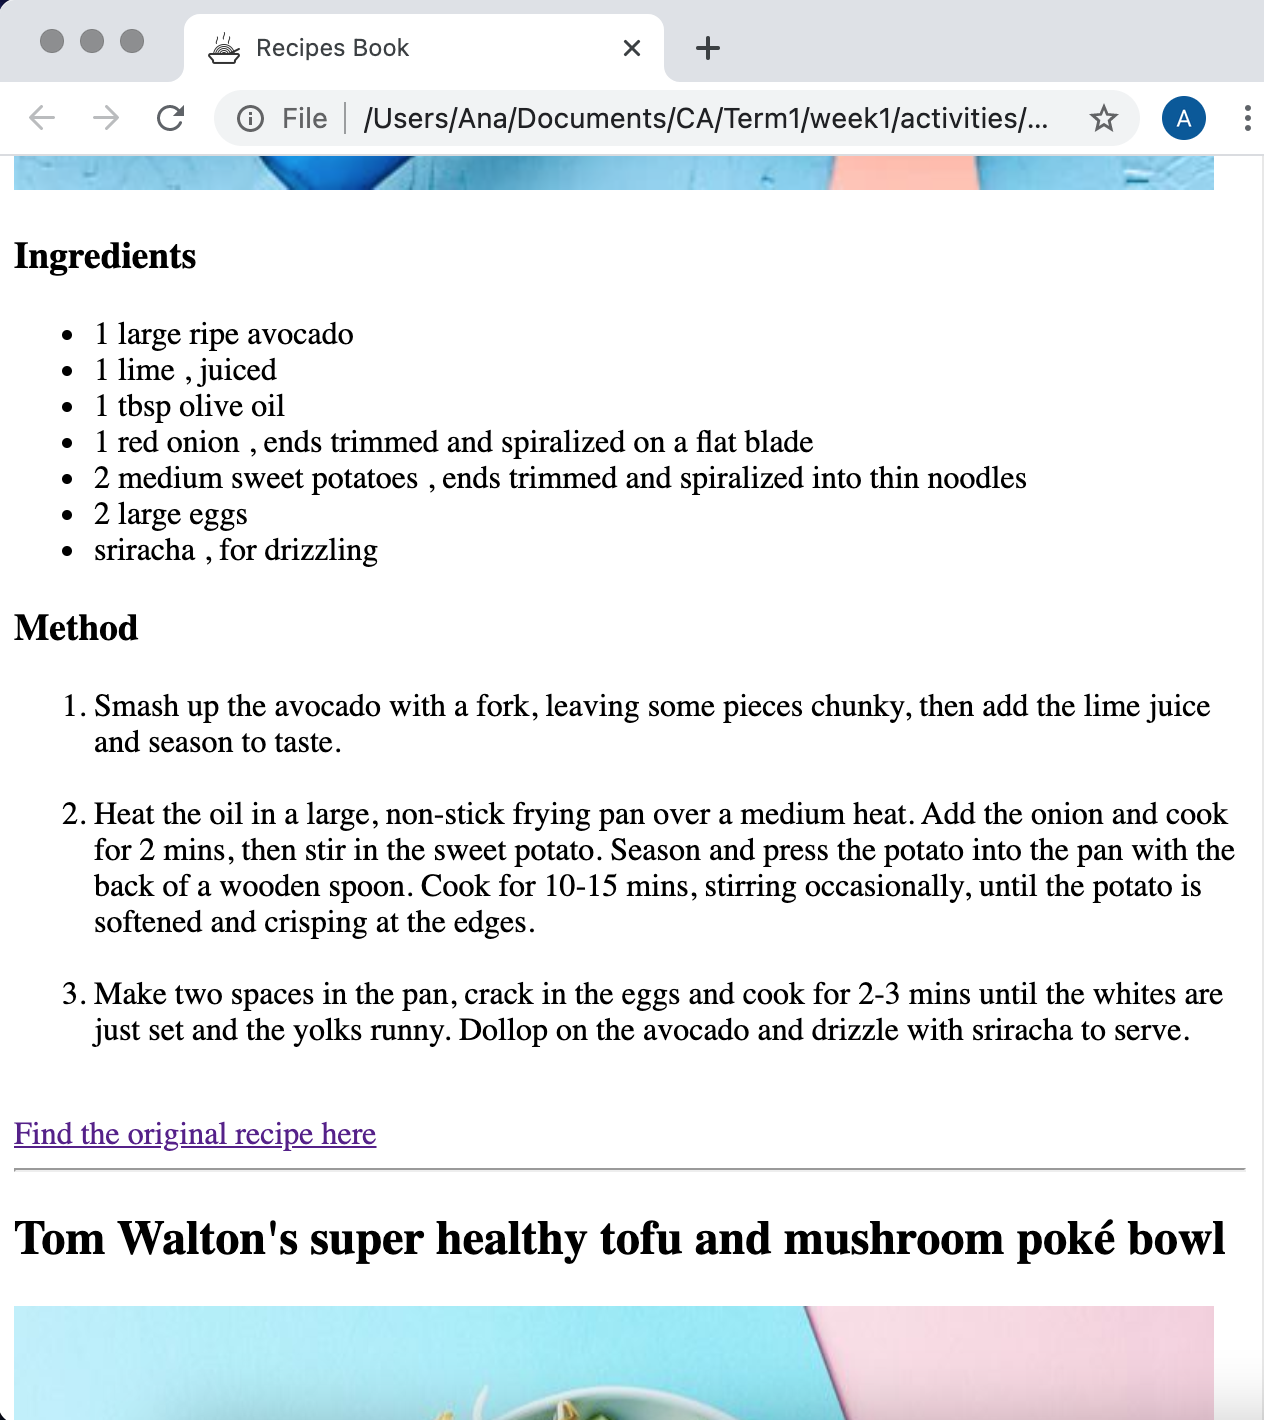 Recipes Book
File /Users/Ana/Documents/CA/Term1/week1/activities/... A
Ingredients
1 large ripe avocado
1 lime , juiced
1 tbsp olive oil
1 red onion , ends trimmed and spiralized on a flat blade
2 medium sweet potatoes , ends trimmed and spiralized into thin noodles
2 large eggs
sriracha , for drizzling
Method
1. Smash up the avocado with a fork, leaving some pieces chunky, then add the lime juice
and season to taste.
2. Heat the oil in a large, non-stick frying pan over a medium heat. Add the onion and cook
for 2 mins, then stir in the sweet potato. Season and press the potato into the pan with the
back of a wooden spoon. Cook for 10-15 mins, stirring occasionally, until the potato is
softened and crisping at the edges.
3. Make two spaces in the pan, crack in the eggs and cook for 2-3 mins until the whites are
just set and the yolks runny. Dollop on the avocado and drizzle with sriracha to serve.
Find the original recipe here
Tom Walton's super healthy tofu and mushroom poké bowl